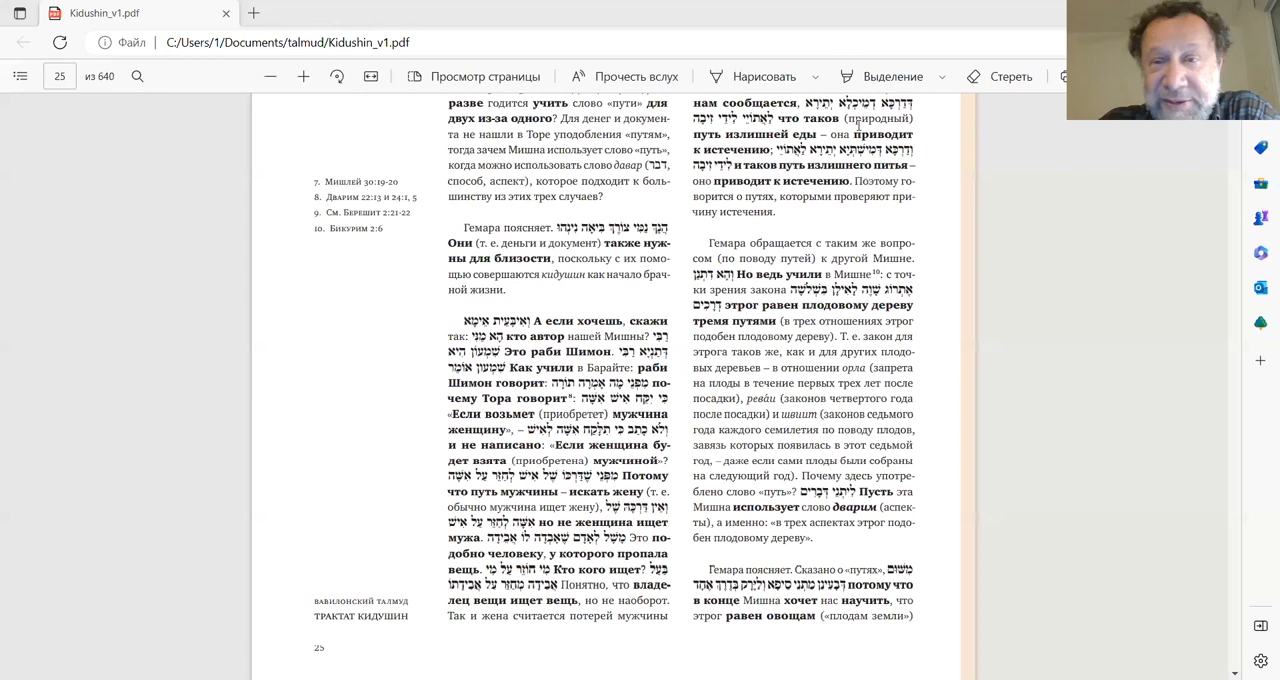 Kidushin_v1.pdf
Файл
C:/Users/1/Documents/talmud/Kidushin_v1.pdf
25
из 640
Просмотр страницы
Прочесть вслух
Нарисовать
Выделение
Стереть
7. Мишлей 30:19-20
8. Дварим 22:13 и 24:1, 5
9. См. Берешит 2:21-22
10. Бикурим 2:6
разве годится учить слово «пути» для
двух из-за одного? Для денег и докумен-
та не нашли в Торе уподобления «путям»,
тогда зачем Мишна использует слово «путь»,
когда можно использовать слово давар (דבר,
способ, аспект), которое подходит к боль-
шинству из этих трех случаев?
Гемара поясняет. הָנָךְ נַמֵּי צוֹרֶךְ בִּיאָה נִינְהוּ
Они (т. е. деньги и документ) также нуж-
ны для близости, поскольку с их помо-
щью совершаются кидушин как начало брач-
ной жизни.
וְאִיבָּעֵית אֵימָא А если хочешь, скажи
так: הָא מַנִּי кто автор нашей Мишны? רַבִּי
שִׁמְעוֹן הִיא Это раби Шимон. דְּתַנְיָא רַבִּי
שִׁמְעוֹן אוֹמֵר Как учили в Барайте: раби
Шимон говорит: מִפְּנֵי מָה אָמְרָה תּוֹרָה по-
чему Тора говорит⁸: כִּי יִקַּח אִישׁ אִשָּׁה
«Если возьмет (приобретет) мужчина
женщину», – וְלֹא כָּתַב כִּי תִלָּקַח אִשָּׁה לְאִישׁ
и не написано: «Если женщина бу-
дет взята (приобретена) мужчиной»?
מִפְּנֵי שֶׁדַּרְכּוֹ שֶׁל אִישׁ לְחַזֵּר עַל אִשָּׁה Потому
что путь мужчины – искать жену (т. е.
обычно мужчина ищет жену), וְאֵין דַּרְכָּהּ שֶׁל
אִשָּׁה לְחַזֵּר עַל אִישׁ но не женщина ищет
мужа. מָשָׁל לְאָדָם שֶׁאָבְדָה לוֹ אֲבֵידָה Это по-
добно человеку, у которого пропала
вещь. מִי חוֹזֵר עַל מִי Кто кого ищет? בַּעַל
אֲבֵידָה מְחַזֵּר עַל אֲבֵידָתוֹ Понятно, что владе-
лец вещи ищет вещь, но не наоборот.
Так и жена считается потерей мужчины
нам сообщается, דְּדַרְכָּא דְּמֵיכְלָא יַתִּירָא
לְאֵתוֹיֵי לִידֵי זִיבָה что таков (природный)
путь излишней еды – она приводит
к истечению; וְדַרְכָּא דְּמִישְׁתְּיָא יַתִּירָא לְאֵתוֹיֵי
לִידֵי זִיבָה и таков путь излишнего питья –
оно приводит к истечению. Поэтому го-
ворится о путях, которыми проверяют при-
чину истечения.
Гемара обращается с таким же вопро-
сом (по поводу путей) к другой Мишне.
וְהָא דִּתְנַן Но ведь учили в Мишне¹⁰: с точ-
ки зрения закона אֶתְרוֹג שָׁוֶה לָאִילָן בִּשְׁלֹשָׁה
דְּרָכִים этрог равен плодовому дереву
тремя путями (в трех отношениях этрог
подобен плодовому дереву). Т. е. закон для
этрога таков же, как и для других плодо-
вых деревьев – в отношении орла (запрета
на плоды в течение первых трех лет после
посадки), реваи (законов четвертого года
после посадки) и швиит (законов седьмого
года каждого семилетия по поводу плодов,
завязь которых появилась в этот седьмой
год, – даже если сами плоды были собраны
на следующий год). Почему здесь употре-
блено слово «путь»? לִיתְנֵי דְּבָרִים Пусть эта
Мишна использует слово дварим (аспек-
ты), а именно: «в трех аспектах этрог подо-
бен плодовому дереву».
Гемара поясняет. Сказано о «путях», מִשּׁוּם
דְּבָעֵינַן מִתְנֵי סֵיפָא וְלַיָּרָק בְּדֶרֶךְ אֶחָד потому что
в конце Мишна хочет нас научить, что
этрог равен овощам («плодам земли»)
ВАВИЛОНСКИЙ ТАЛМУД
ТРАКТАТ КИДУШИН
25